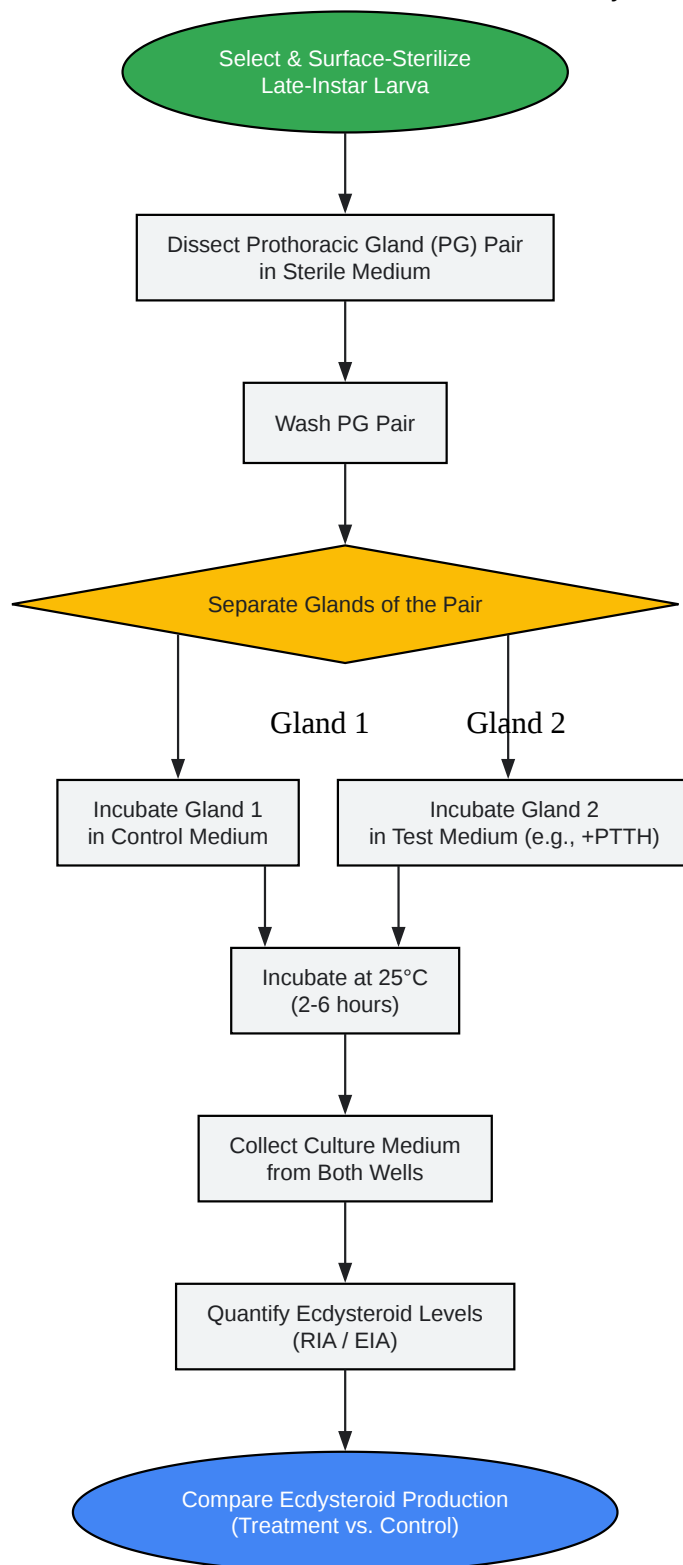 Select & Surface-Sterilize
Late-Instar Larva
Dissect Prothoracic Gland (PG) Pair
in Sterile Medium
Wash PG Pair
Separate Glands of the Pair
Gland 1
Gland 2
Incubate Gland 1
in Control Medium
Incubate Gland 2
in Test Medium (e.g., +PTTH)
Incubate at 25°C
(2-6 hours)
Collect Culture Medium
from Both Wells
Quantify Ecdysteroid Levels
(RIA / EIA)
Compare Ecdysteroid Production
(Treatment vs. Control)